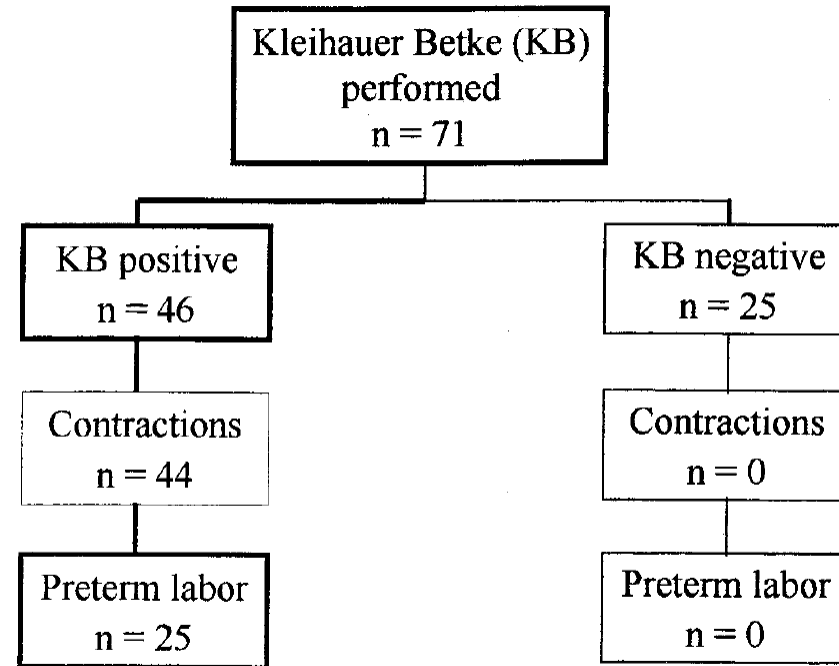 Kleihauer Betke (KB)
performed
n = 71
KB positive
n = 46
KB negative
n = 25
Contractions
n = 44
Contractions
n = 0
Preterm labor
n = 25
Preterm labor
n = 0